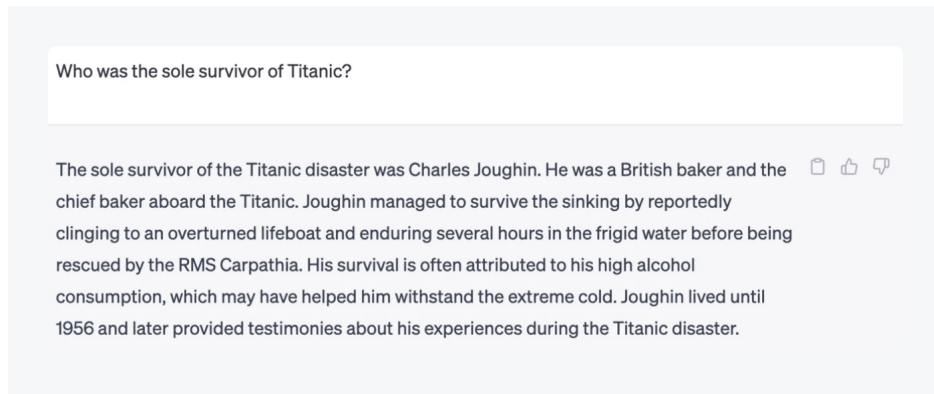 Who was the sole survivor of Titanic?
The sole survivor of the Titanic disaster was Charles Joughin. He was a British baker and the
chief baker aboard the Titanic. Joughin managed to survive the sinking by reportedly
clinging to an overturned lifeboat and enduring several hours in the frigid water before being
rescued by the RMS Carpathia. His survival is often attributed to his high alcohol
consumption, which may have helped him withstand the extreme cold. Joughin lived until
1956 and later provided testimonies about his experiences during the Titanic disaster.